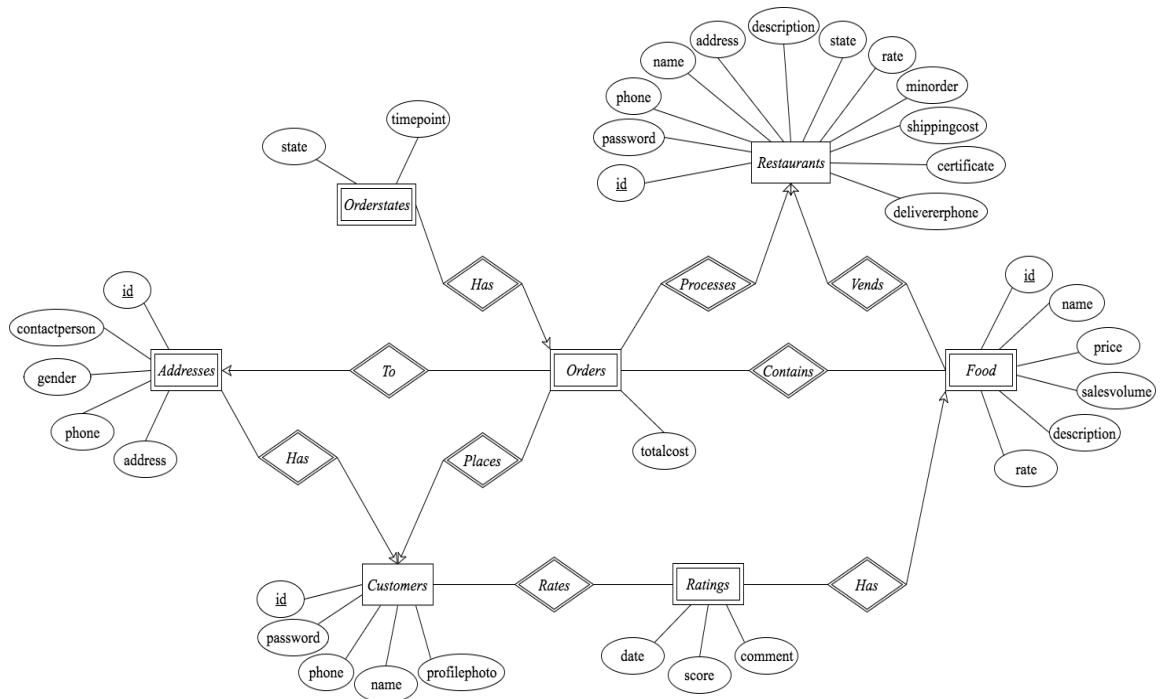 description
address
state
name
rate
phone
minorder
password
shippingcost
id
Restaurants
certificate
delivererphone
timepoint
state
Orderstates
id
contactperson
gender
Addresses
phone
address
Has
Processes
Vends
id
name
price
salesvolume
description
rate
Food
To
Orders
Contains
totalcost
Has
Places
Customers
id
password
phone
name
profilephoto
Rates
Ratings
Has
date
score
comment